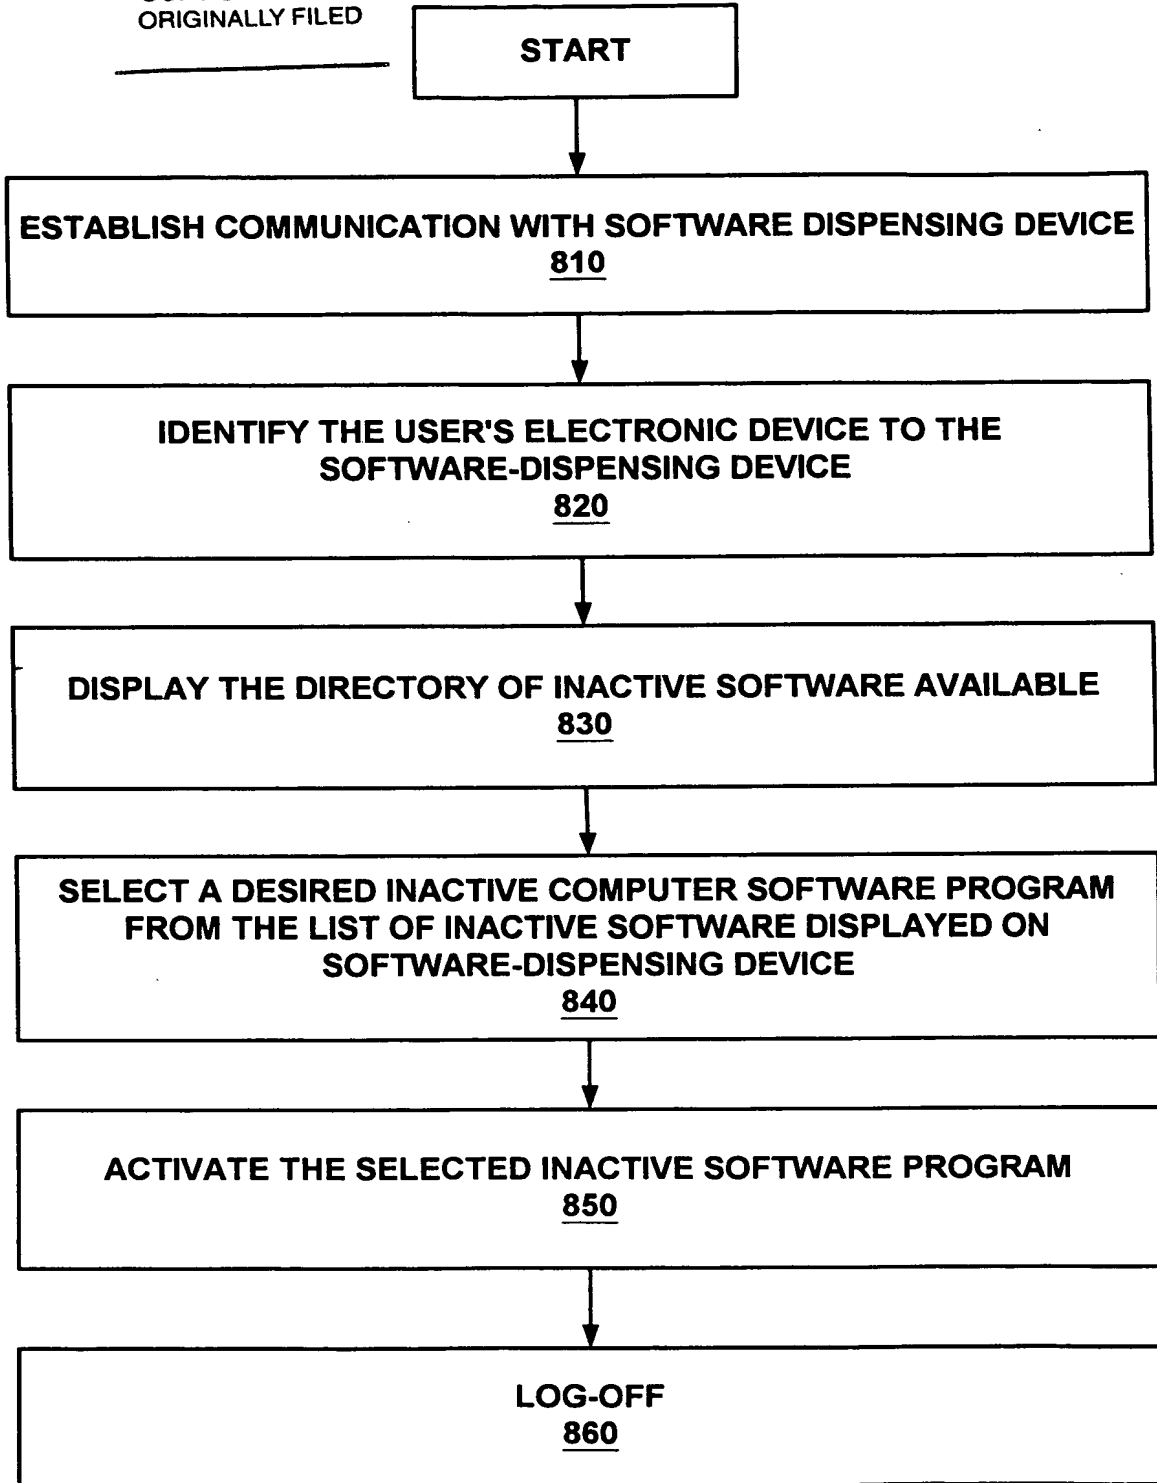 ORIGINALLY FILED
START
ESTABLISH COMMUNICATION WITH SOFTWARE DISPENSING DEVICE
810
IDENTIFY THE USER'S ELECTRONIC DEVICE TO THE
SOFTWARE-DISPENSING DEVICE
820
DISPLAY THE DIRECTORY OF INACTIVE SOFTWARE AVAILABLE
830
SELECT A DESIRED INACTIVE COMPUTER SOFTWARE PROGRAM
FROM THE LIST OF INACTIVE SOFTWARE DISPLAYED ON
SOFTWARE-DISPENSING DEVICE
840
ACTIVATE THE SELECTED INACTIVE SOFTWARE PROGRAM
850
LOG-OFF
860